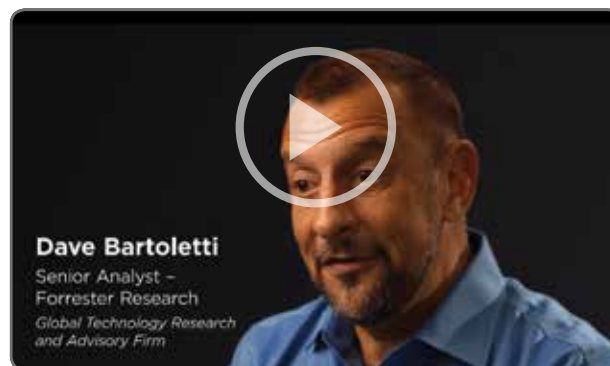 Dave Bartoletti
Senior Analyst –
Forrester Research
Global Technology Research
and Advisory Firm